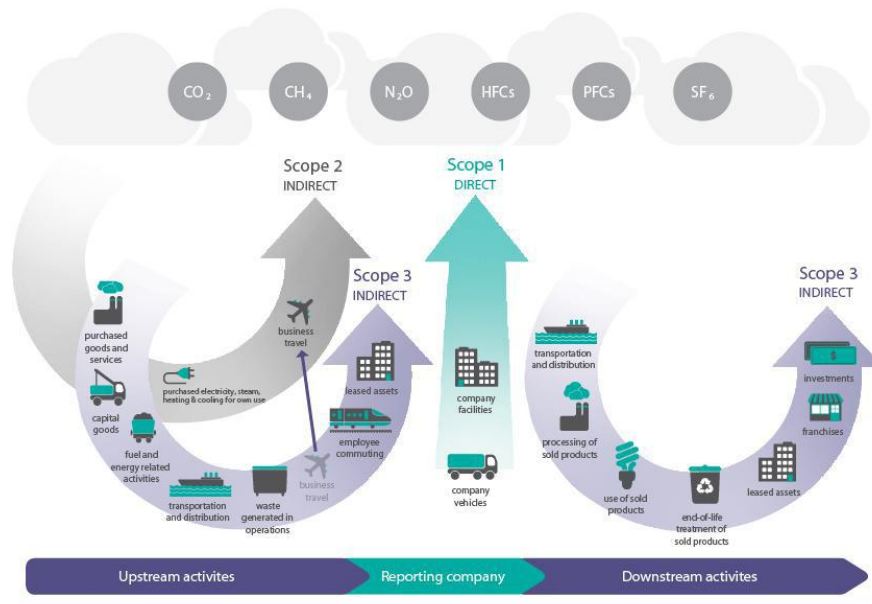 CO₂
CH₄
N₂O
HFCs
PFCs
SF₆
Scope 2
INDIRECT
Scope 1
DIRECT
Scope 3
INDIRECT
Scope 3
INDIRECT
purchased
goods and
services
capital
goods
fuel and
energy related
activities
transportation
and distribution
waste
generated in
operations
business
travel
employee
commuting
leased assets
purchased electricity, steam,
heating & cooling for own use
business
travel
company
facilities
company
vehicles
transportation
and distribution
processing of
sold products
use of sold
products
end-of-life
treatment of
sold products
leased assets
franchises
investments
Upstream activites
Reporting company
Downstream activites